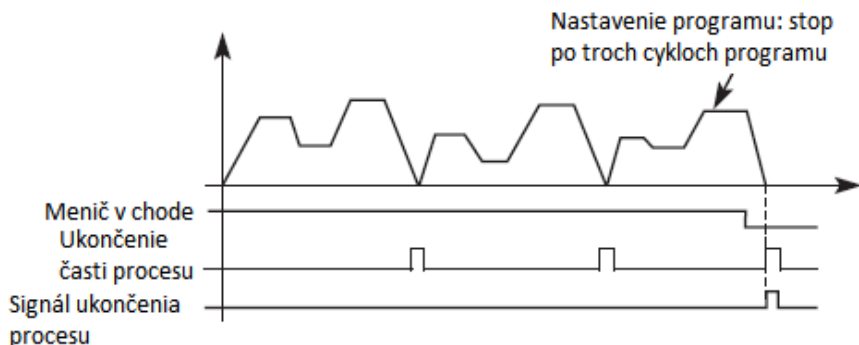 Nastavenie programu: stop
po troch cykloch programu
Menič v chode
Ukončenie
časti procesu
Signál ukončenia
procesu